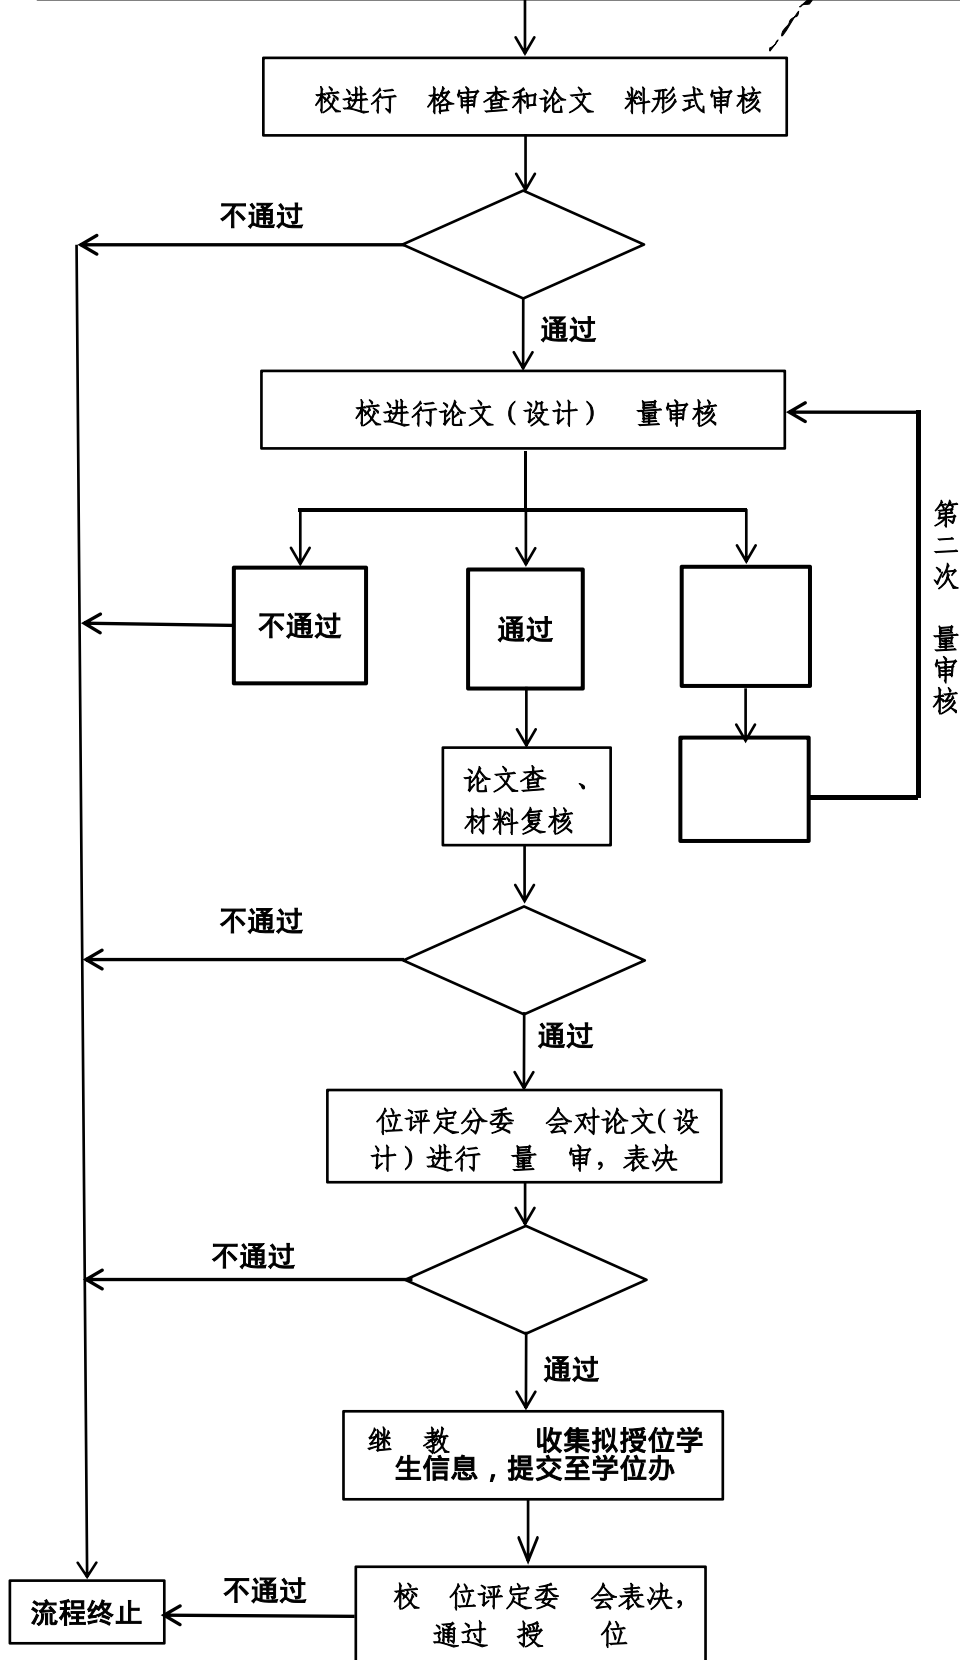 校进行 格审查和论文 料形式审核
不通过
通过
校进行论文（设计） 量审核
第二次 量审核
不通过
通过
论文查 、
材料复核
不通过
通过
位评定分委 会对论文(设
计）进行 量 审，表决
不通过
通过
继 教 收集拟授位学
生信息，提交至学位办
不通过
流程终止
校 位评定委 会表决，
通过 授 位